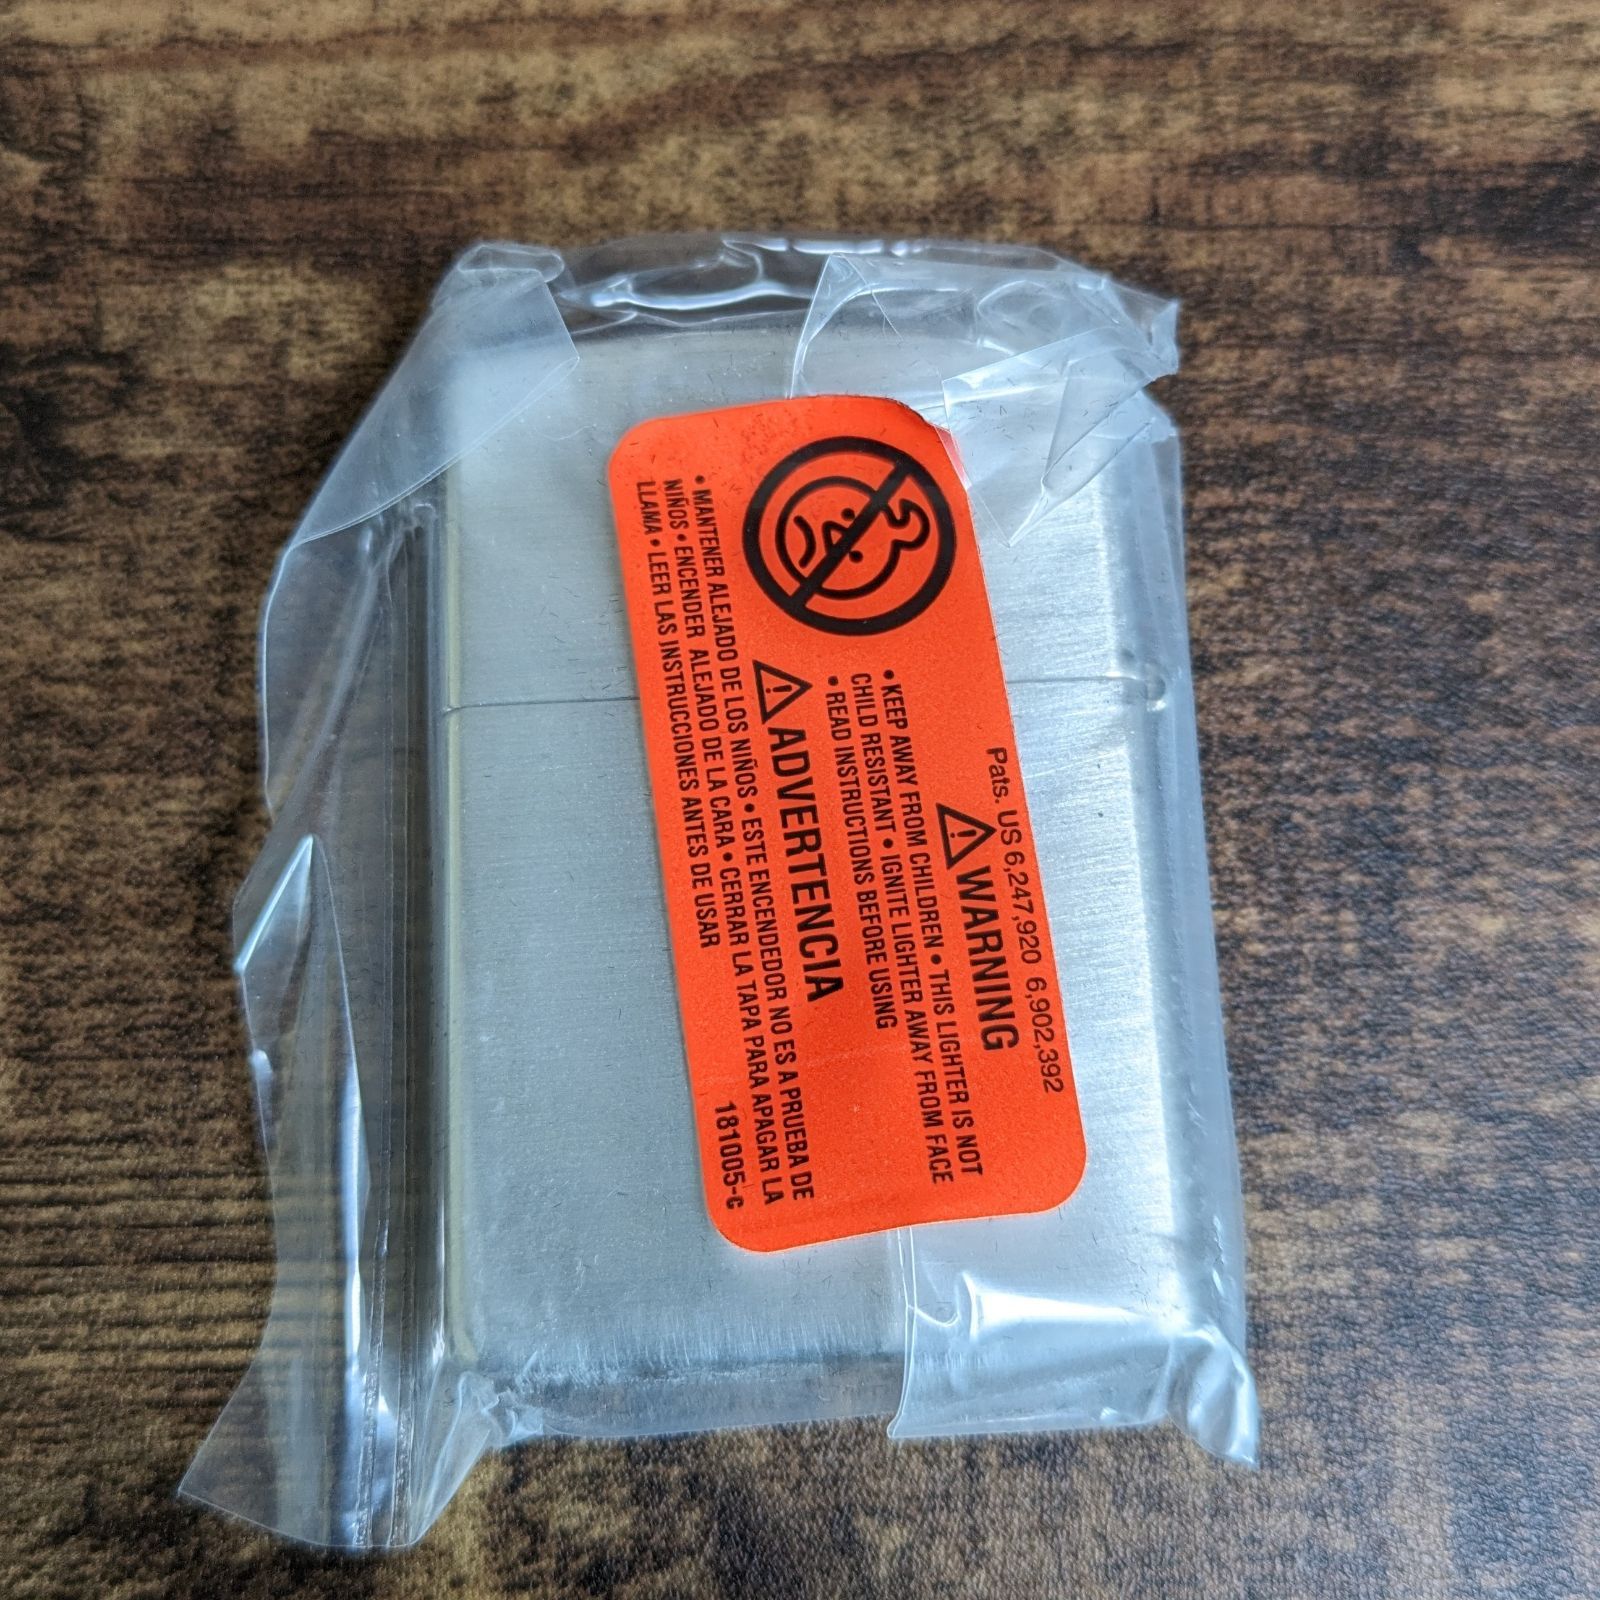 Pats. US 6,247,920 6,902,392
WARNING
• KEEP AWAY FROM CHILDREN • THIS LIGHTER IS NOT
CHILD RESISTANT • IGNITE LIGHTER AWAY FROM FACE
• READ INSTRUCTIONS BEFORE USING
ADVERTENCIA
• MANTENER ALEJADO DE LOS NIÑOS • ESTE ENCENDEDOR NO ES A PRUEBA DE
NIÑOS • ENCENDER ALEJADO DE LA CARA • CERRAR LA TAPA PARA APAGAR LA
LLAMA • LEER LAS INSTRUCCIONES ANTES DE USAR
181005-c